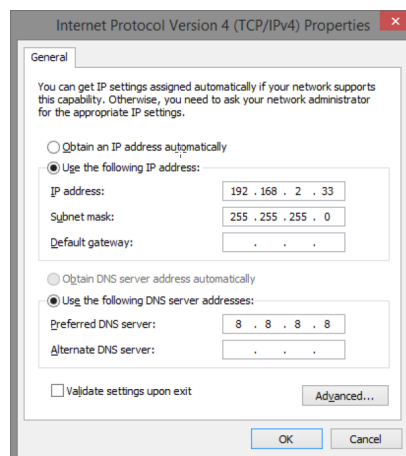 Internet Protocol Version 4 (TCP/IPv4) Properties
General
You can get IP settings assigned automatically if your network supports
this capability. Otherwise, you need to ask your network administrator
for the appropriate IP settings.
Obtain an IP address automatically
Use the following IP address:
IP address: 192 . 168 . 2 . 33
Subnet mask: 255 . 255 . 255 . 0
Default gateway: . . .
Obtain DNS server address automatically
Use the following DNS server addresses:
Preferred DNS server: 8 . 8 . 8 . 8
Alternate DNS server: . . .
Validate settings upon exit
Advanced...
OK Cancel